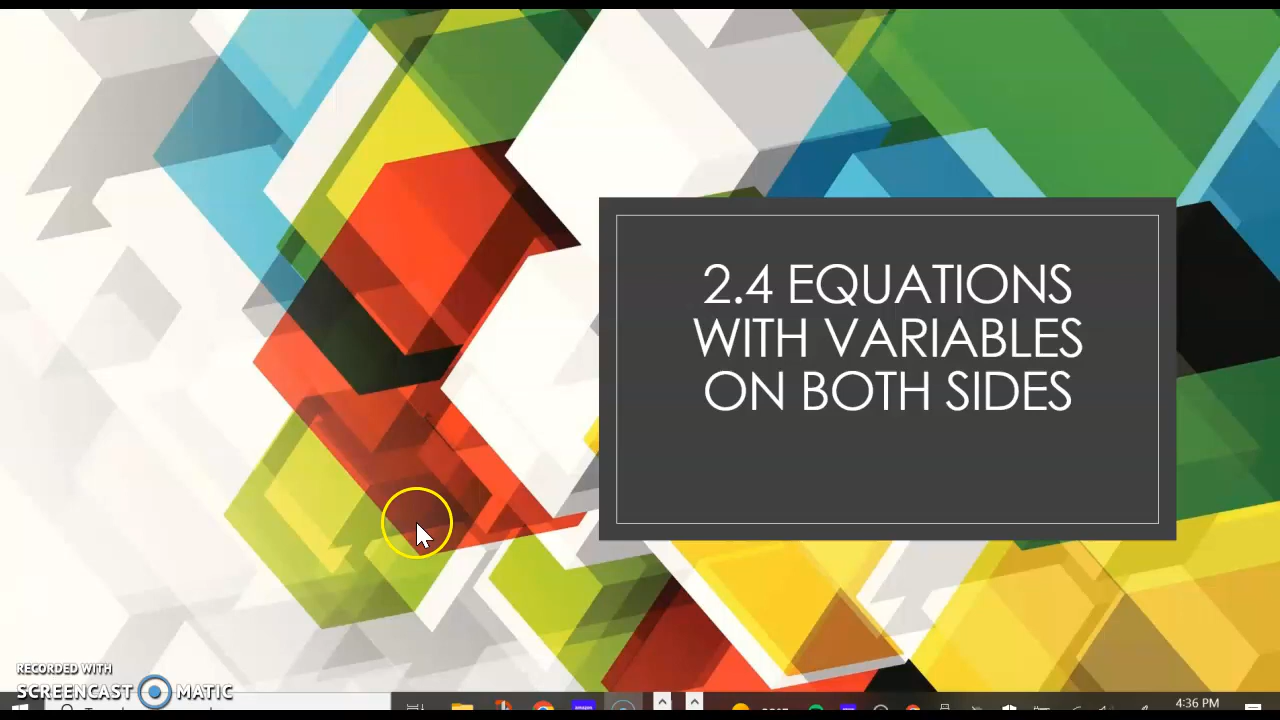 2.4 EQUATIONS
WITH VARIABLES
ON BOTH SIDES
RECORDED WITH
SCREENCAST MATIC
4:36 PM